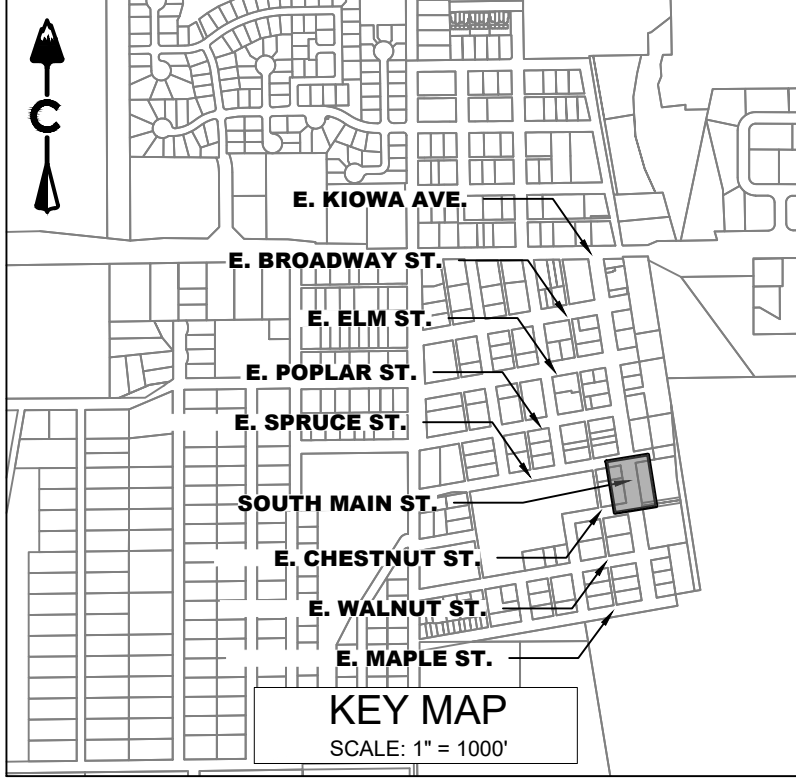 C
E. KIOWA AVE.
E. BROADWAY ST.
E. ELM ST.
E. POPLAR ST.
E. SPRUCE ST.
SOUTH MAIN ST.
E. CHESTNUT ST.
E. WALNUT ST.
E. MAPLE ST.
KEY MAP
SCALE: 1" = 1000'